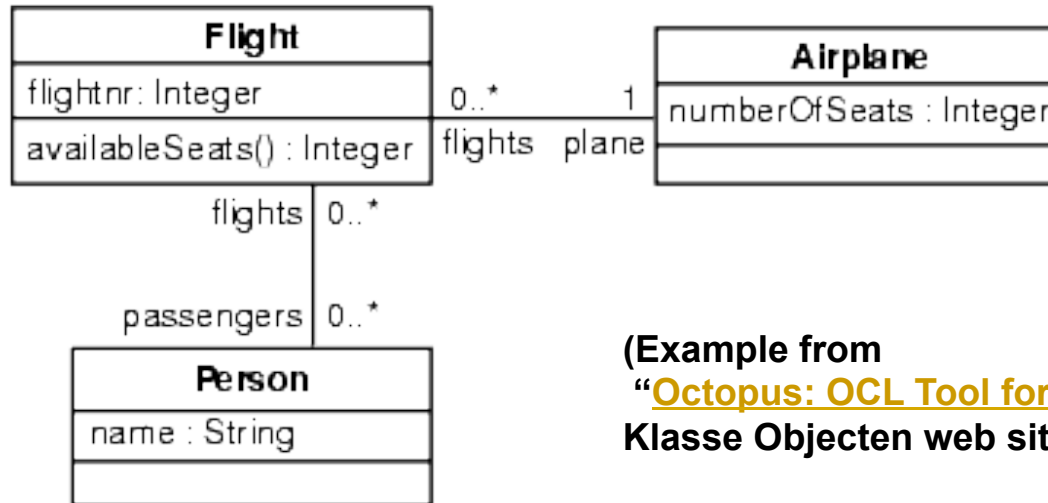 Flight
flightnr: Integer
availableSeats() : Integer
0..* 1
flights plane
Airplane
numberOfSeats : Integer
flights 0..*
passengers 0..*
Person
name : String
(Example from
“Octopus: OCL Tool for
Klasse Objecten web sit